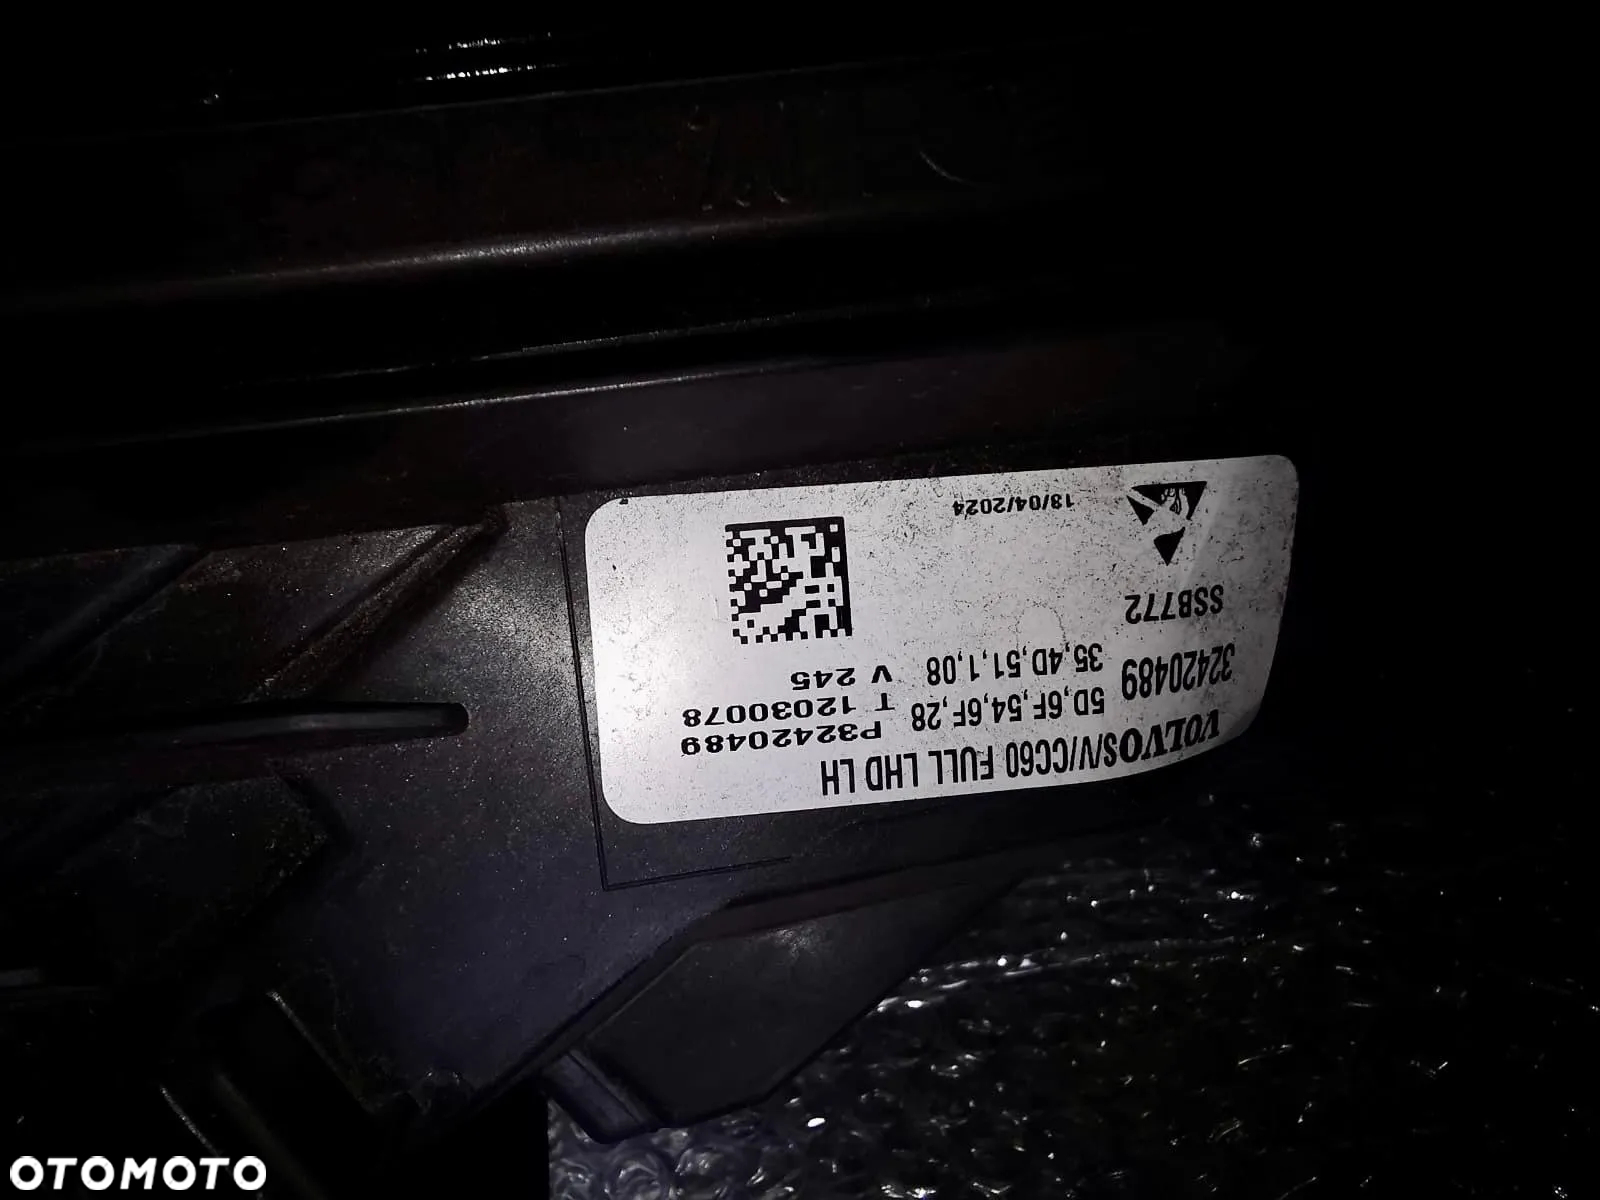 VOLVO S/V/CC60 FULL LHD LH
32420489
5D,6F,54,6F,28
35,4D,51,1,08
P32420489
T 12030078
V 245
SSB772
18/04/2024
OTOMOTO